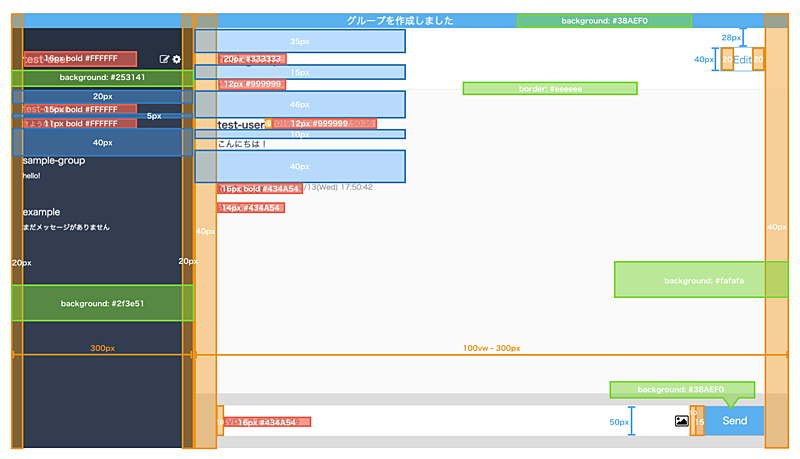 グループを作成しました
background: #38AEF0
35px
28px
16px bold #FFFFFF
20px #333333
40px
20
Edit
20
background: #253141
15px
12px #999999
border: #eeeeee
20px
46px
15px bold #FFFFFF
5px
11px bold #FFFFFF
test-user
12px #999999
10px
こんにちは！
40px
40px
sample-group
hello!
16px bold #434A54
/13(Wed) 17:50:42
14px #434A54
example
まだメッセージがありません
40px
40px
20px
20px
background: #fafafa
background: #2f3e51
300px
100vw - 300px
background: #38AEF0
16px #434A54
50px
15
Send